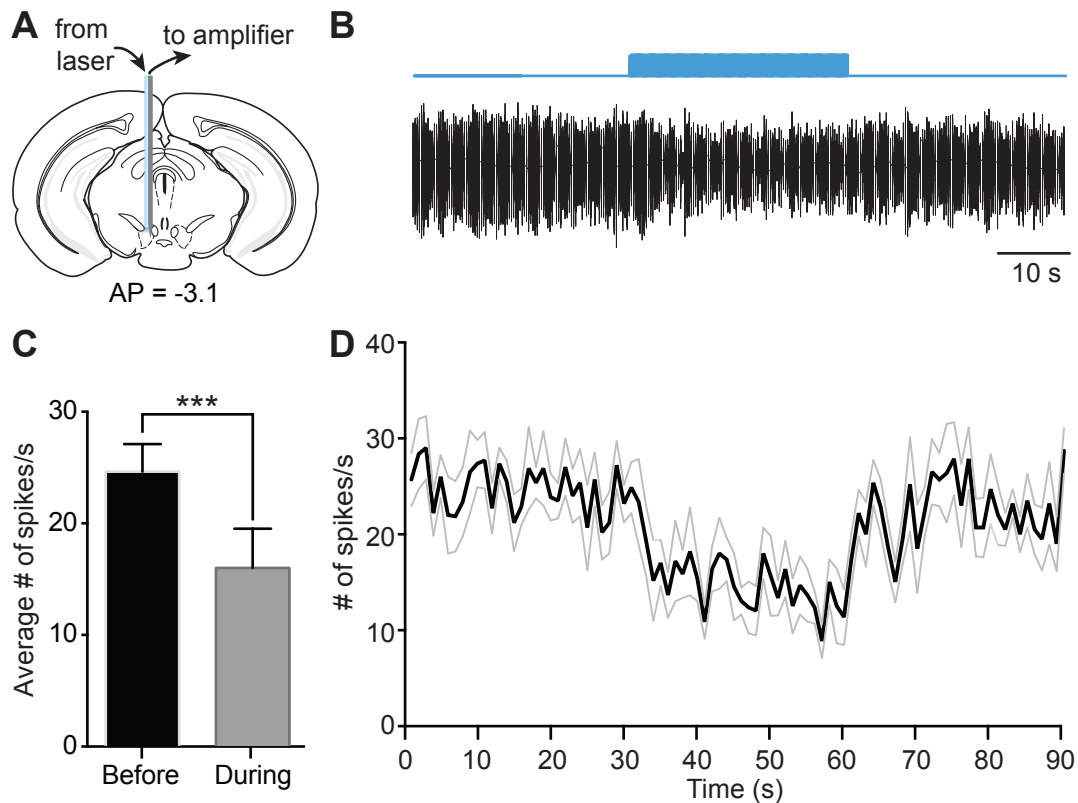 A
from
laser
to amplifier
AP = -3.1
B
10 s
C
Average # of spikes/s
30
20
10
0
***
Before
During
D
# of spikes/s
40
30
20
10
0
0 10 20 30 40 50 60 70 80 90
Time (s)